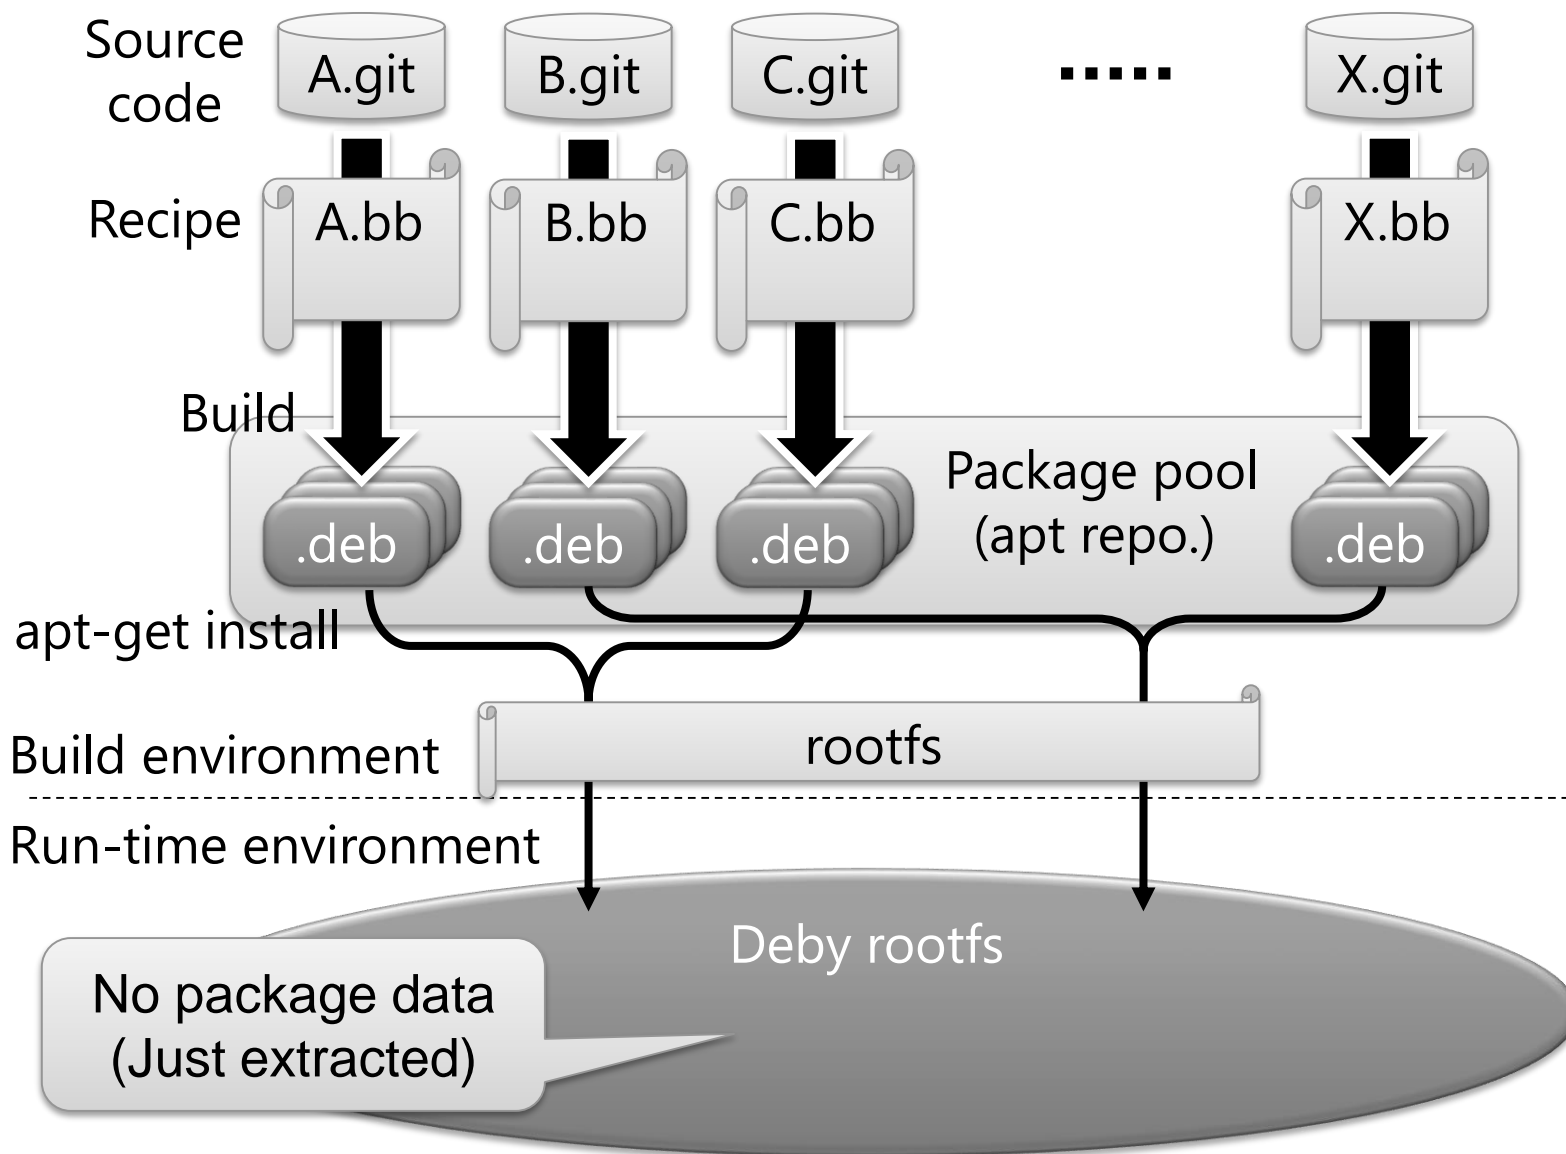 Source
code
A.git
B.git
C.git
X.git
Recipe
A.bb
B.bb
C.bb
X.bb
Build
Package pool
(apt repo.)
.deb
.deb
.deb
.deb
apt-get install
rootfs
Build environment
Run-time environment
Deby rootfs
No package data
(Just extracted)